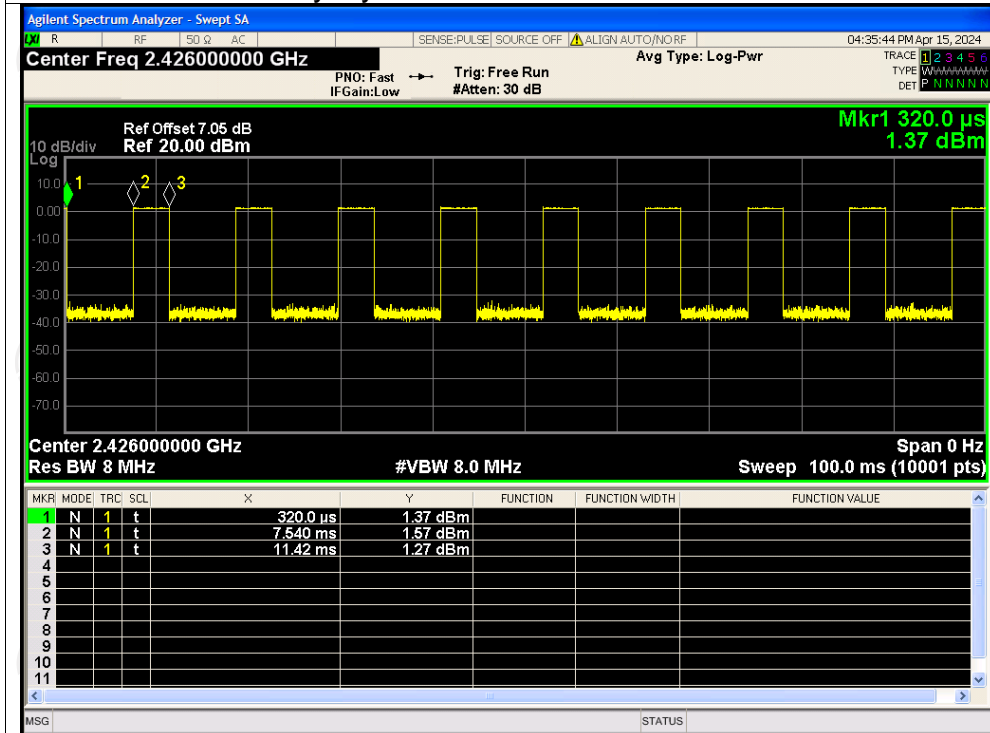 Agilent Spectrum Analyzer - Swept SA
LXI R RF 50 Ω AC SENSE:PULSE SOURCE OFF ALIGN AUTO/NO RF 04:35:44 PM Apr 15, 2024
Center Freq 2.426000000 GHz Avg Type: Log-Pwr TRACE 1 2 3 4 5 6
PNO: Fast Trig: Free Run TYPE WWWWWW
IFGain:Low #Atten: 30 dB DET P N N N N N
Mkr1 320.0 µs
Ref Offset 7.05 dB
10 dB/div Ref 20.00 dBm 1.37 dBm
Log
10.0 1 2 3
0.00
-10.0
-20.0
-30.0
-40.0
-50.0
-60.0
-70.0
Center 2.426000000 GHz Span 0 Hz
Res BW 8 MHz #VBW 8.0 MHz Sweep 100.0 ms (10001 pts)
MKR MODE TRC SCL X Y FUNCTION FUNCTION WIDTH FUNCTION VALUE
1 N 1 t 320.0 µs 1.37 dBm
2 N 1 t 7.540 ms 1.57 dBm
3 N 1 t 11.42 ms 1.27 dBm
4
5
6
7
8
9
10
11
MSG STATUS